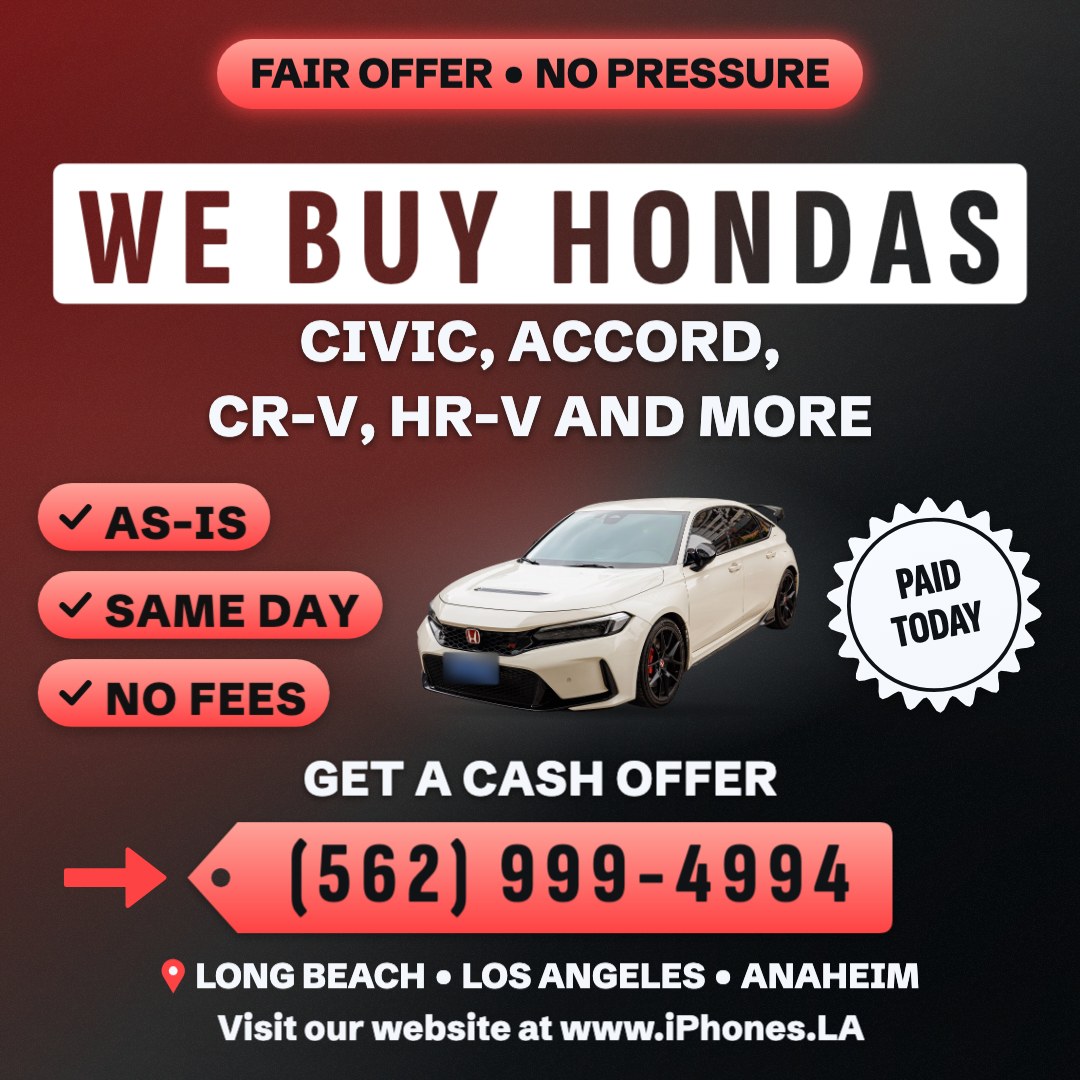 FAIR OFFER • NO PRESSURE
WE BUY HONDAS
CIVIC, ACCORD,
CR-V, HR-V AND MORE
✓ AS-IS
✓ SAME DAY
✓ NO FEES
PAID
TODAY
GET A CASH OFFER
(562) 999-4994
LONG BEACH • LOS ANGELES • ANAHEIM
Visit our website at www.iPhones.LA